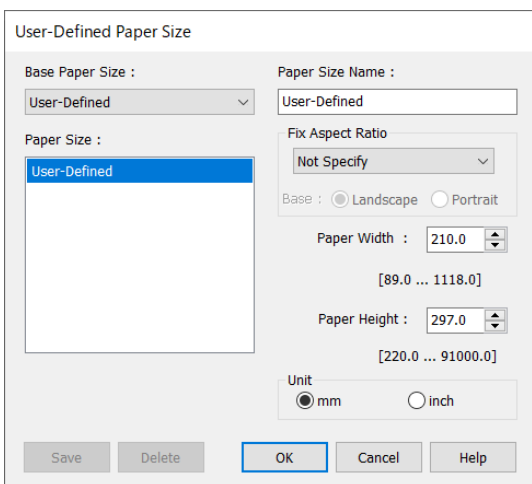 User-Defined Paper Size
Base Paper Size :
User-Defined
Paper Size :
User-Defined
Paper Size Name :
User-Defined
Fix Aspect Ratio
Not Specify
Base : Landscape Portrait
Paper Width : 210.0
[89.0 ... 1118.0]
Paper Height : 297.0
[220.0 ... 91000.0]
Unit
mm inch
Save Delete OK Cancel Help